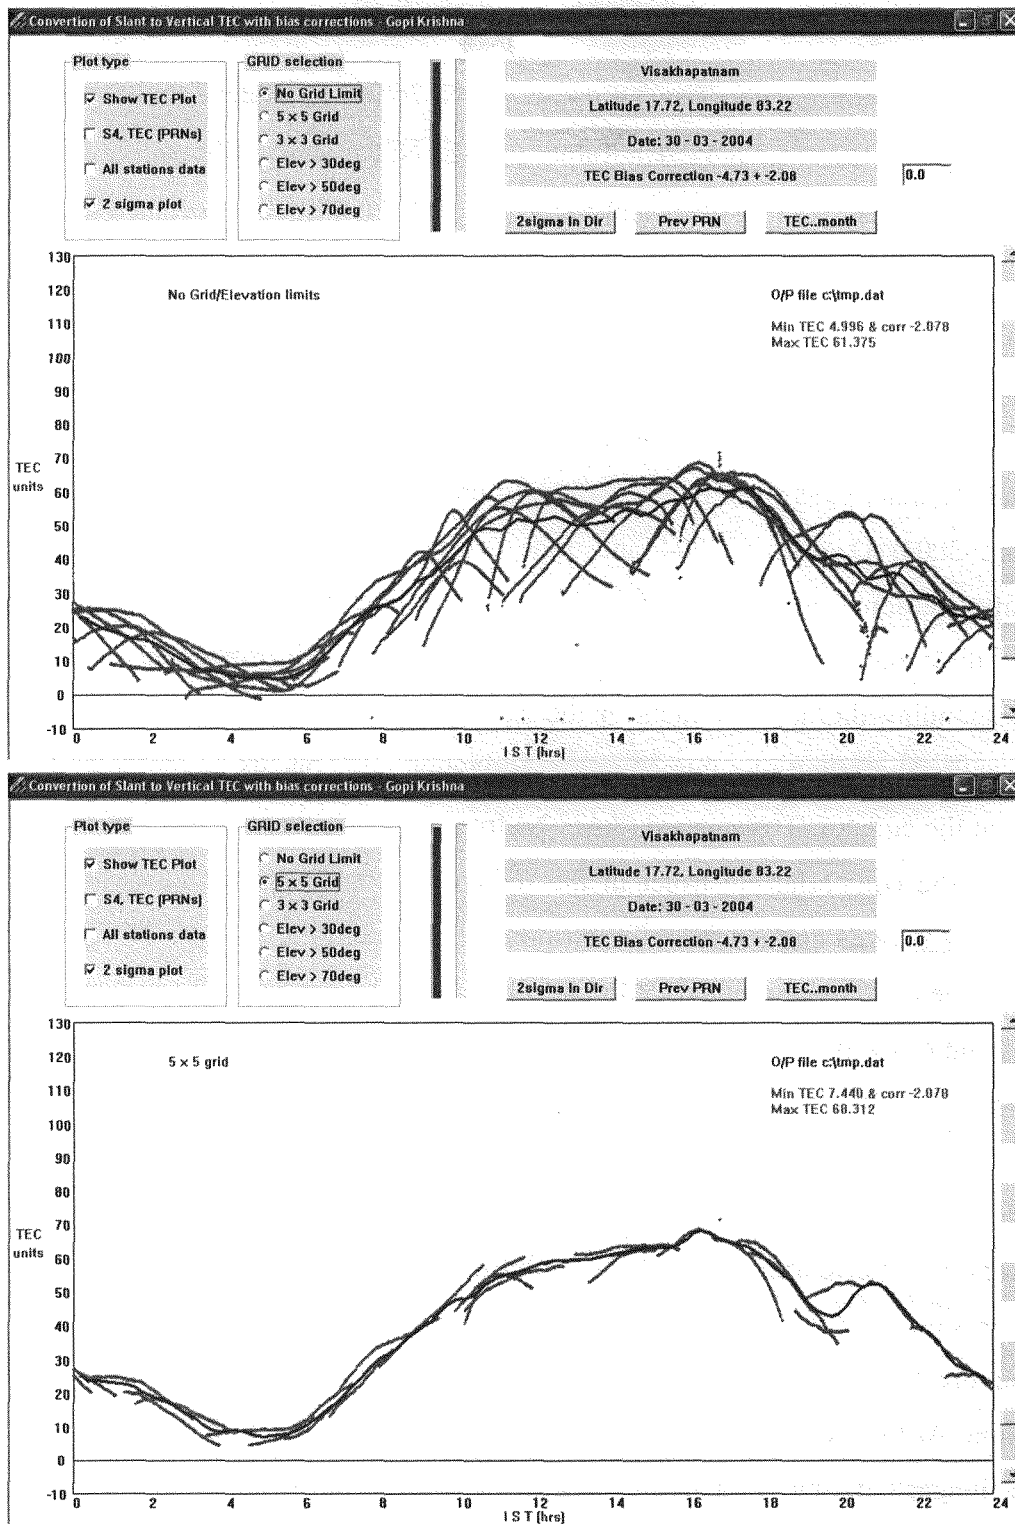 Convertion of Slant to Vertical TEC with bias corrections - Gopi Krishna
Plot type
Show TEC Plot
S4, TEC (PRNs)
All stations data
2 sigma plot
GRID selection
No Grid Limit
5 x 5 Grid
3 x 3 Grid
Elev > 30deg
Elev > 50deg
Elev > 70deg
Visakhapatnam
Latitude 17.72, Longitude 83.22
Date: 30 - 03 - 2004
TEC Bias Correction -4.73 + -2.08
0.0
2sigma In Dir
Prev PRN
TEC..month
No Grid/Elevation limits
O/P file c:\tmp.dat
Min TEC 4.996 & corr -2.078
Max TEC 61.375
130
120
110
100
90
80
70
60
50
40
30
20
10
0
-10
TEC
units
0 2 4 6 8 10 12 14 16 18 20 22 24
I S T (hrs)
Convertion of Slant to Vertical TEC with bias corrections - Gopi Krishna
Plot type
Show TEC Plot
S4, TEC (PRNs)
All stations data
2 sigma plot
GRID selection
No Grid Limit
5 x 5 Grid
3 x 3 Grid
Elev > 30deg
Elev > 50deg
Elev > 70deg
Visakhapatnam
Latitude 17.72, Longitude 83.22
Date: 30 - 03 - 2004
TEC Bias Correction -4.73 + -2.08
0.0
2sigma In Dir
Prev PRN
TEC..month
5 x 5 grid
O/P file c:\tmp.dat
Min TEC 7.440 & corr -2.078
Max TEC 68.312
130
120
110
100
90
80
70
60
50
40
30
20
10
0
-10
TEC
units
0 2 4 6 8 10 12 14 16 18 20 22 24
I S T (hrs)